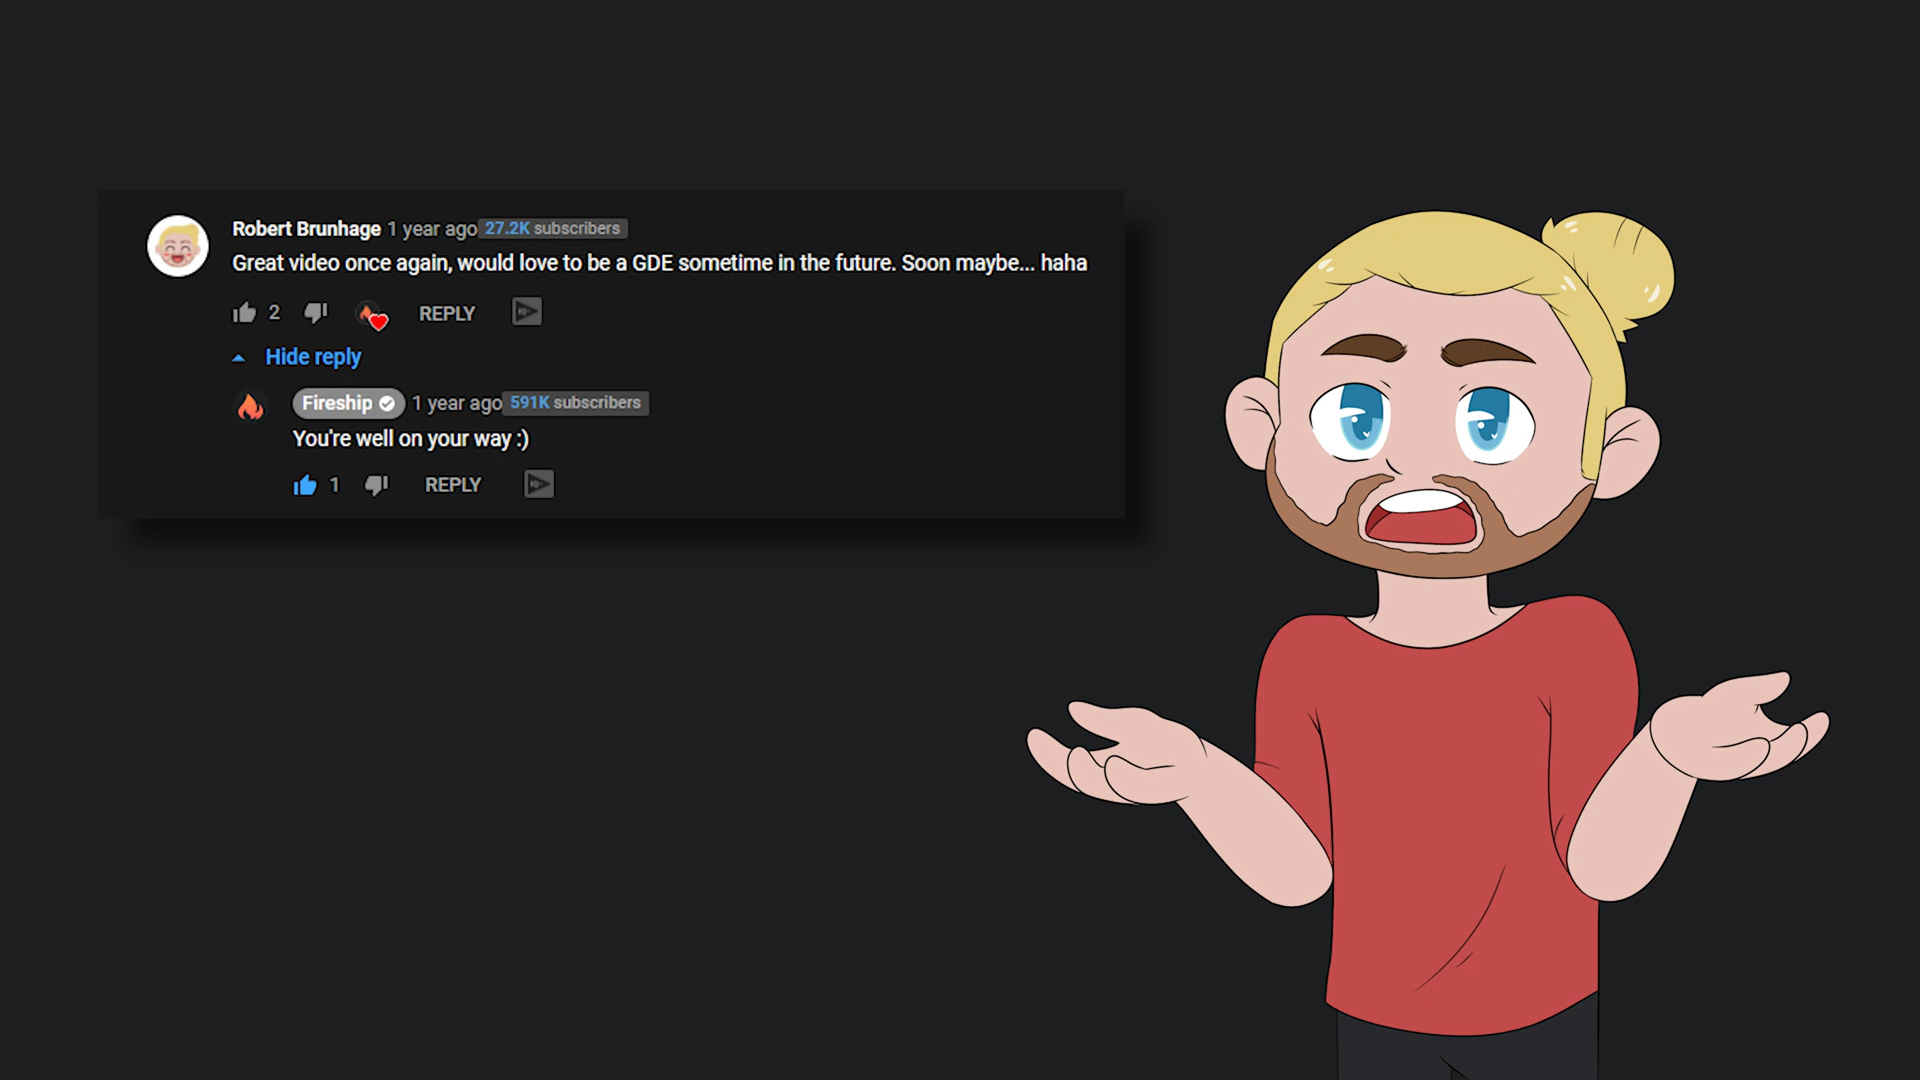 Robert Brunhage 1 year ago 27.2K subscribers
Great video once again, would love to be a GDE sometime in the future. Soon maybe... haha
2 REPLY
Hide reply
Fireship 1 year ago 591K subscribers
You're well on your way :)
1 REPLY